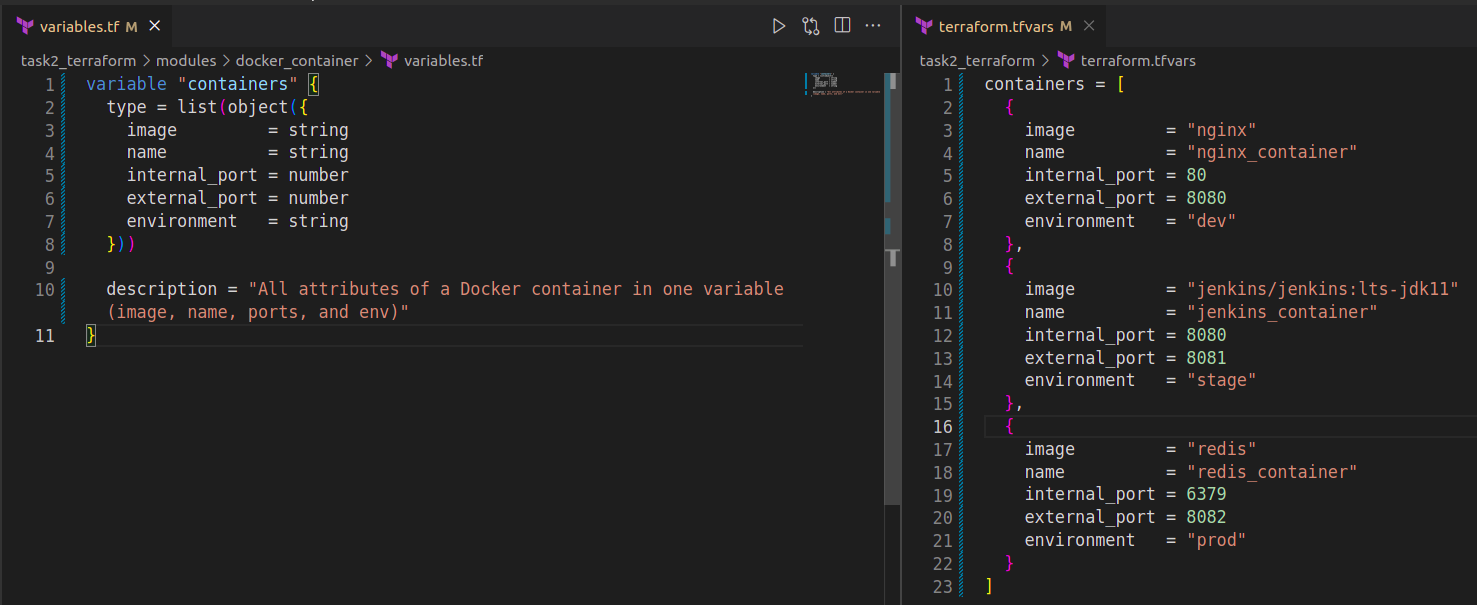 variables.tf M
task2_terraform > modules > docker_container > variables.tf
1 variable "containers" {
2   type = list(object({
3     image         = string
4     name          = string
5     internal_port = number
6     external_port = number
7     environment   = string
8   }))
9
10   description = "All attributes of a Docker container in one variable
(image, name, ports, and env)"
11 }
terraform.tfvars M
task2_terraform > terraform.tfvars
1 containers = [
2   {
3     image         = "nginx"
4     name          = "nginx_container"
5     internal_port = 80
6     external_port = 8080
7     environment   = "dev"
8   },
9   {
10     image         = "jenkins/jenkins:lts-jdk11"
11     name          = "jenkins_container"
12     internal_port = 8080
13     external_port = 8081
14     environment   = "stage"
15   },
16   {
17     image         = "redis"
18     name          = "redis_container"
19     internal_port = 6379
20     external_port = 8082
21     environment   = "prod"
22   }
23 ]